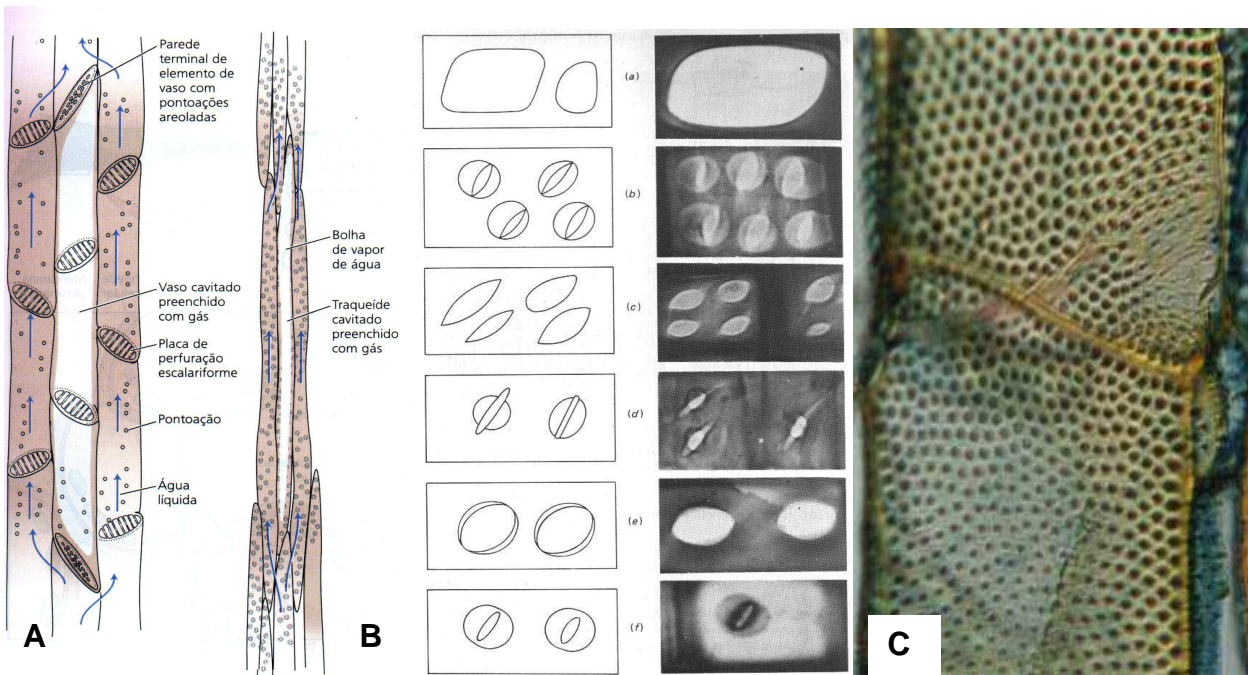 Parede
terminal de
elemento de
vaso com
pontoações
areoladas
Vaso cavitado
preenchido
com gás
Placa de
perfuração
escalariforme
Pontoação
Água
líquida
A
Bolha
de vapor
de água
Traqueíde
cavitado
preenchido
com gás
B
(a)
(b)
(c)
(d)
(e)
(f)
C